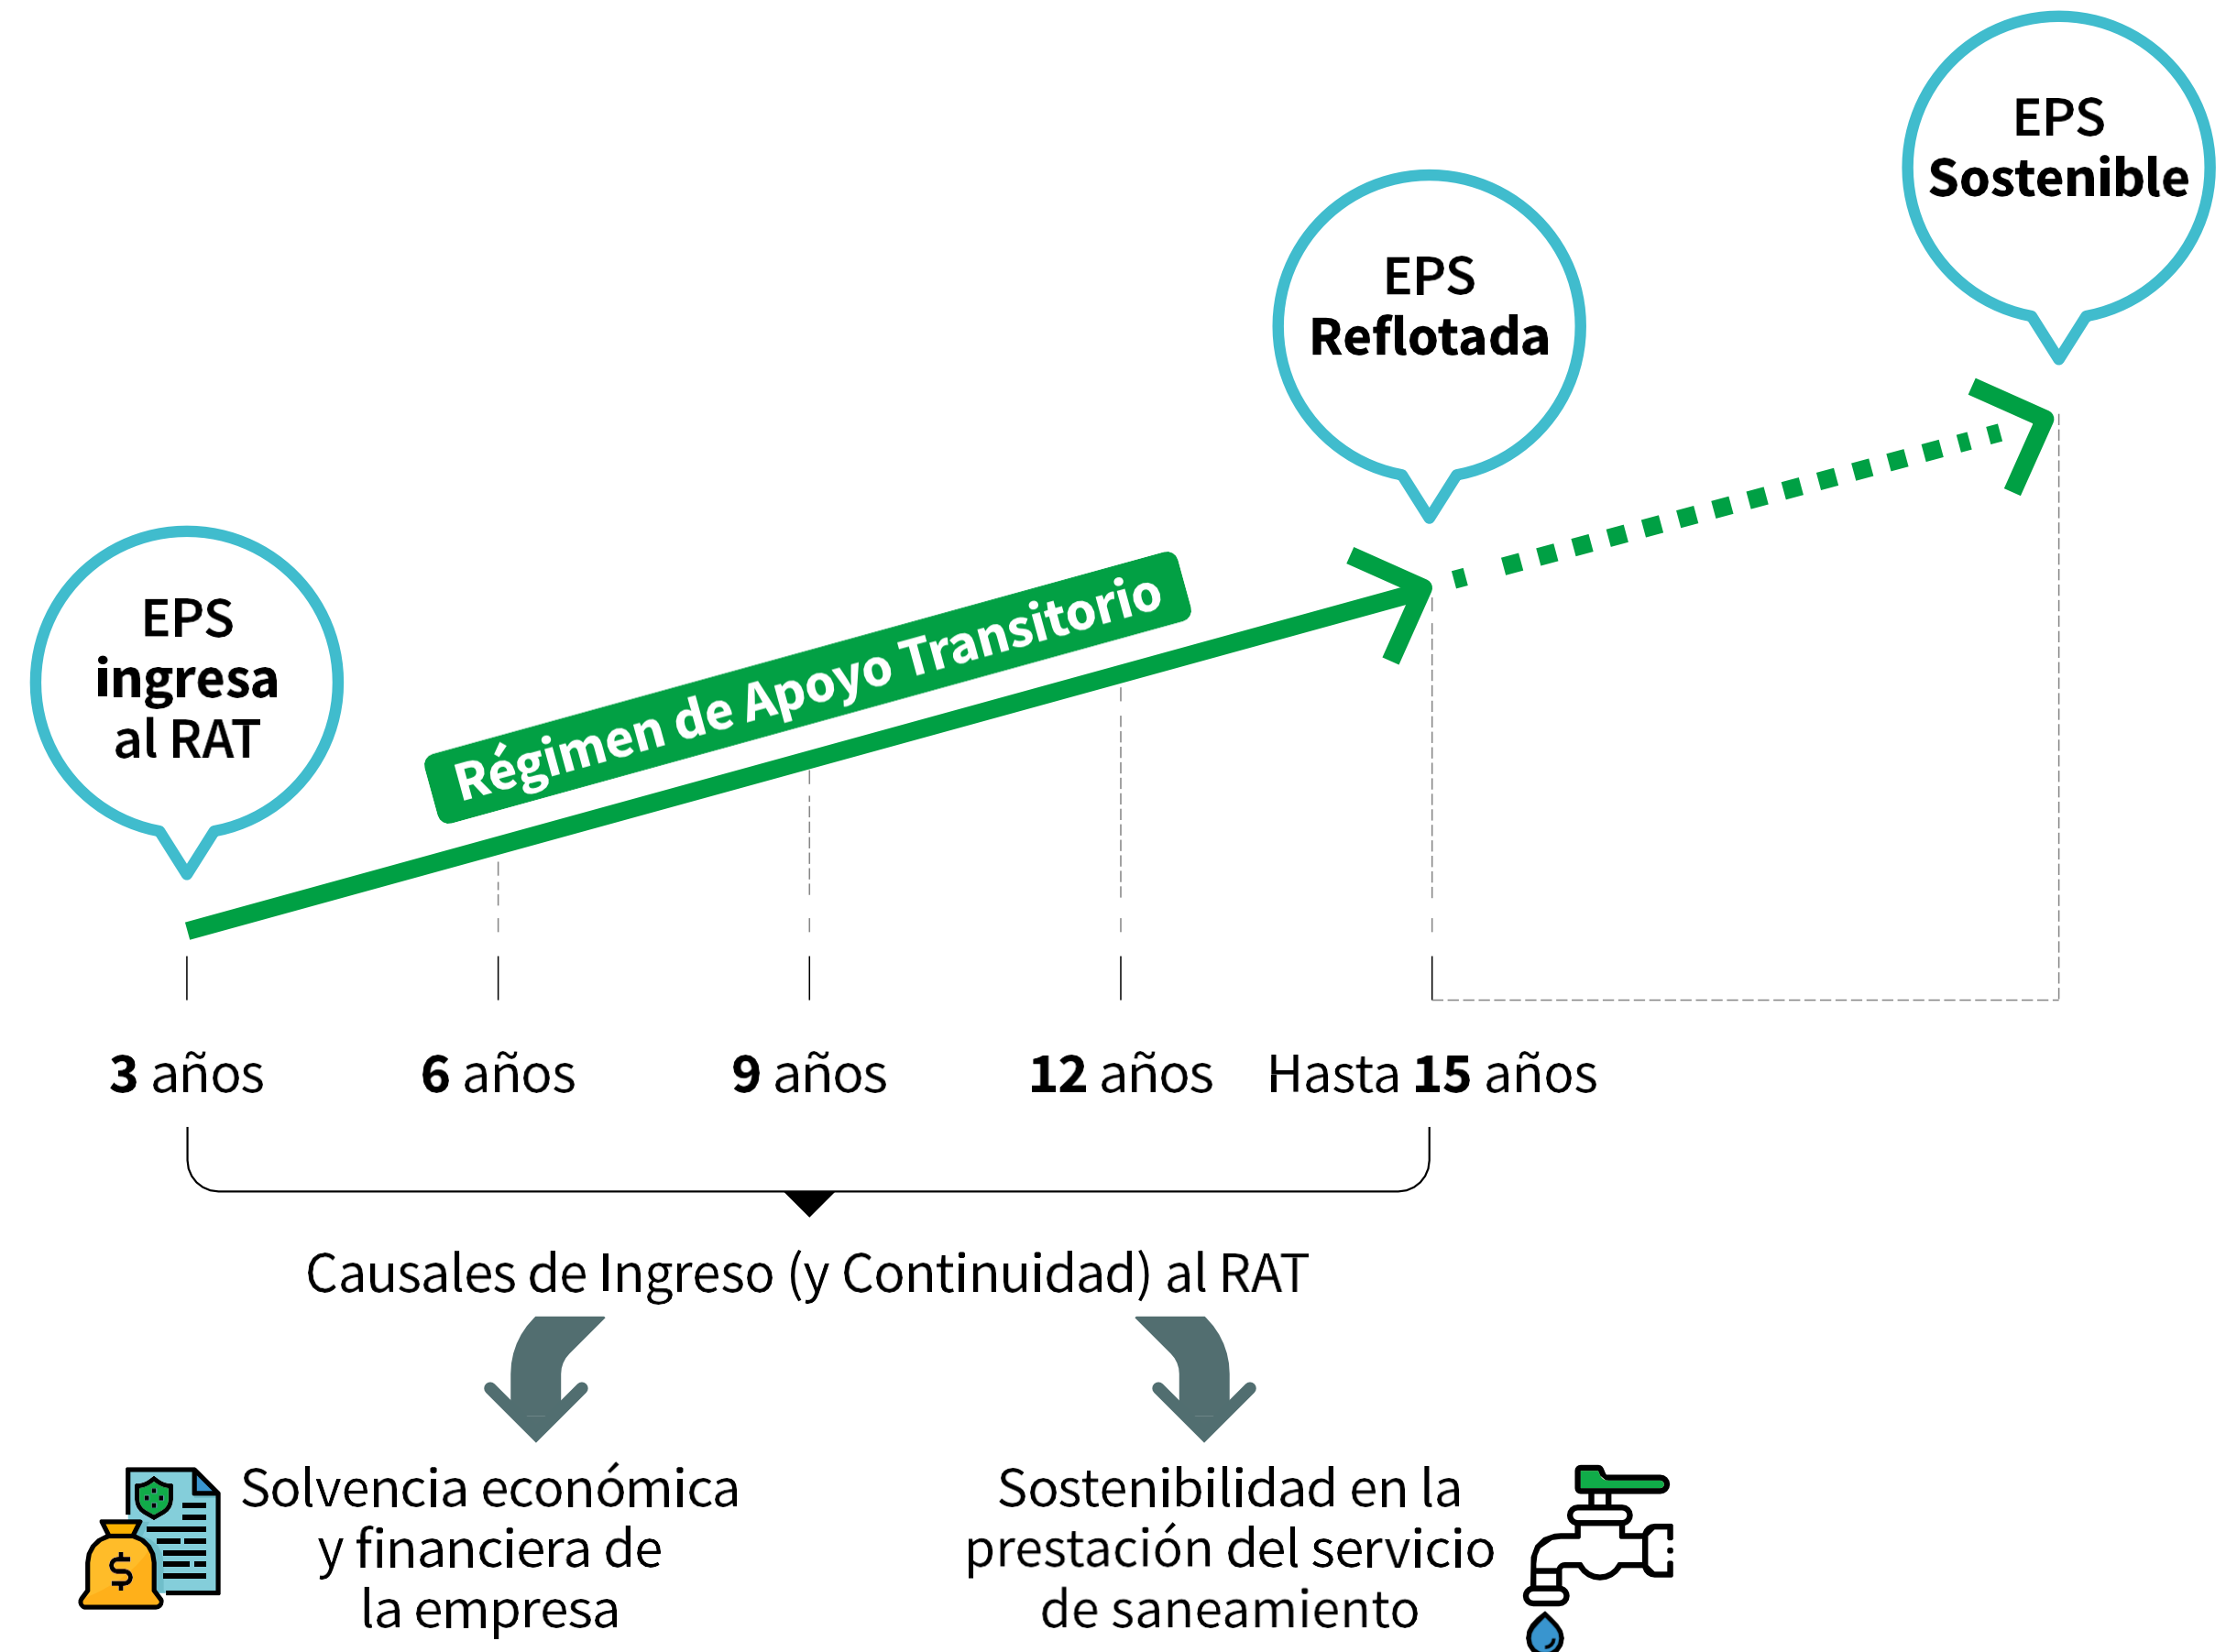 EPS
Sostenible
EPS
Reflotada
EPS
ingresa
al RAT
Régimen de Apoyo Transitorio
3 años
6 años
9 años
12 años
Hasta 15 años
Causales de Ingreso (y Continuidad) al RAT
Solvencia económica
y financiera de
la empresa
$
Sostenibilidad en la
prestación del servicio
de saneamiento